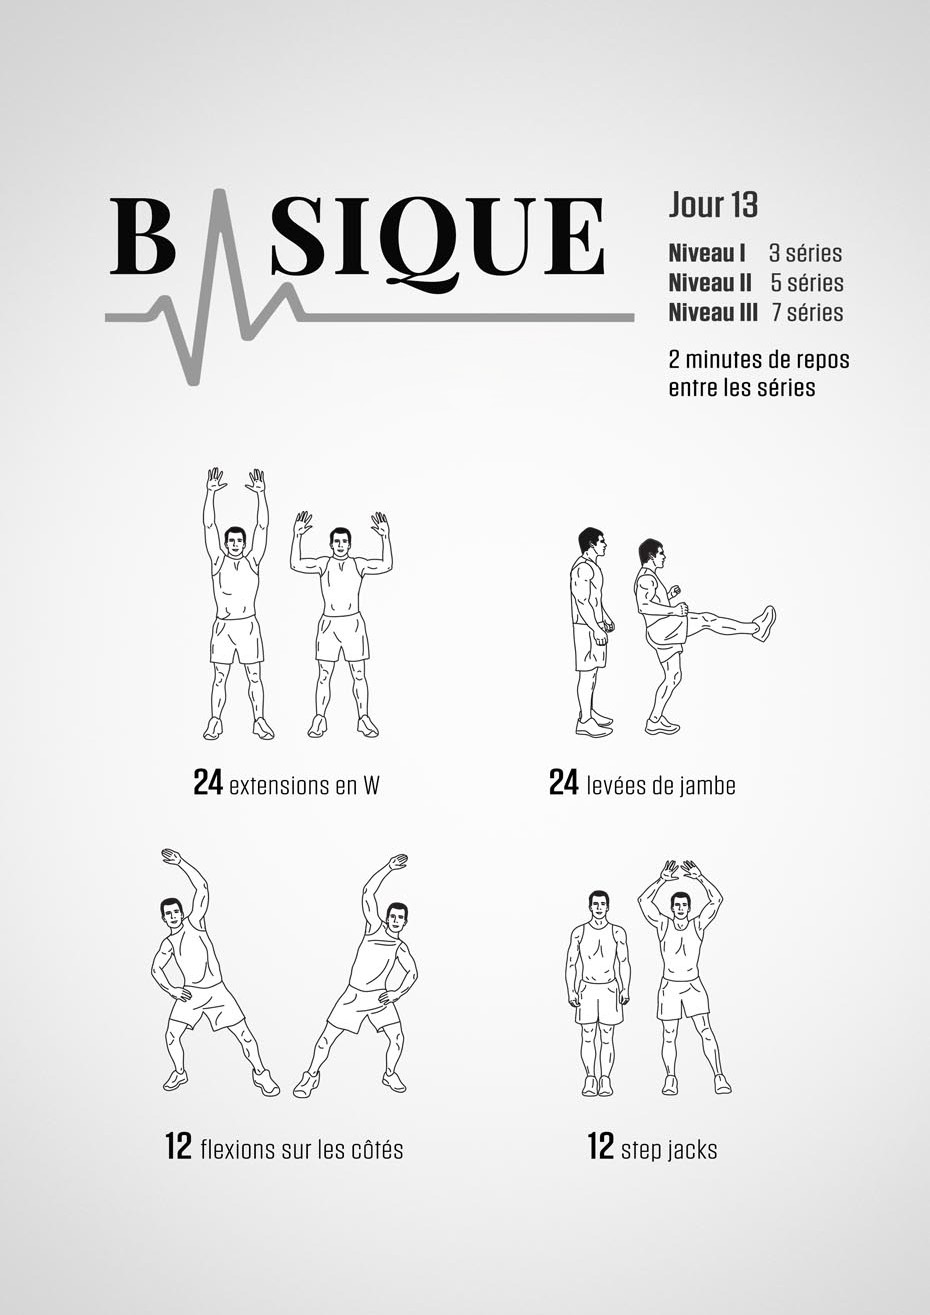 BASIQUE
Jour 13
Niveau I 3 séries
Niveau II 5 séries
Niveau III 7 séries
2 minutes de repos
entre les séries
24 extensions en W
24 levées de jambe
12 flexions sur les côtés
12 step jacks